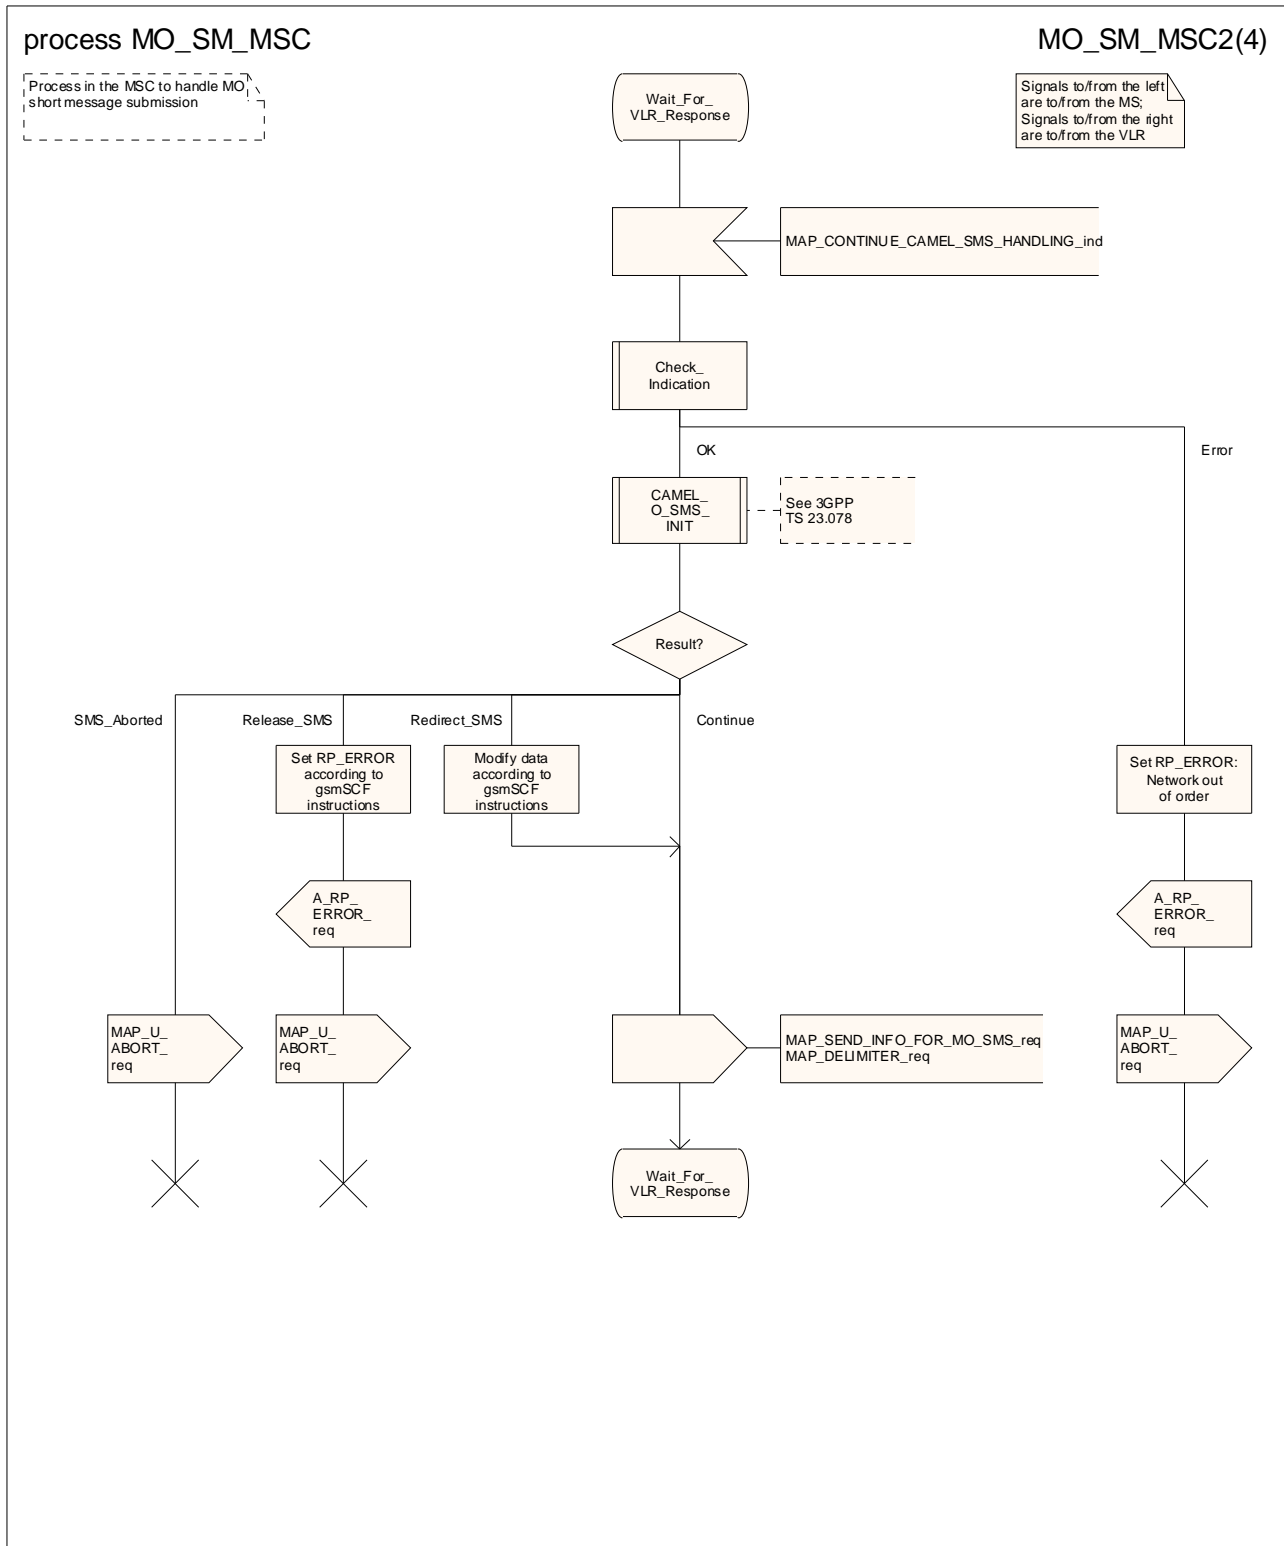 process MO_SM_MSC
MO_SM_MSC2(4)
Process in the MSC to handle MO
short message submission
Wait_For_
VLR_Response
Signals to/from the left
are to/from the MS;
Signals to/from the right
are to/from the VLR
MAP_CONTINUE_CAMEL_SMS_HANDLING_ind
Check_
Indication
OK
Error
CAMEL_
O_SMS_
INIT
See 3GPP
TS 23.078
Result?
SMS_Aborted
Release_SMS
Redirect_SMS
Continue
Set RP_ERROR
according to
gsmSCF
instructions
Modify data
according to
gsmSCF
instructions
Set RP_ERROR:
Network out
of order
A_RP_
ERROR_
req
A_RP_
ERROR_
req
MAP_U_
ABORT_
req
MAP_U_
ABORT_
req
MAP_SEND_INFO_FOR_MO_SMS_req
MAP_DELIMITER_req
MAP_U_
ABORT_
req
Wait_For_
VLR_Response